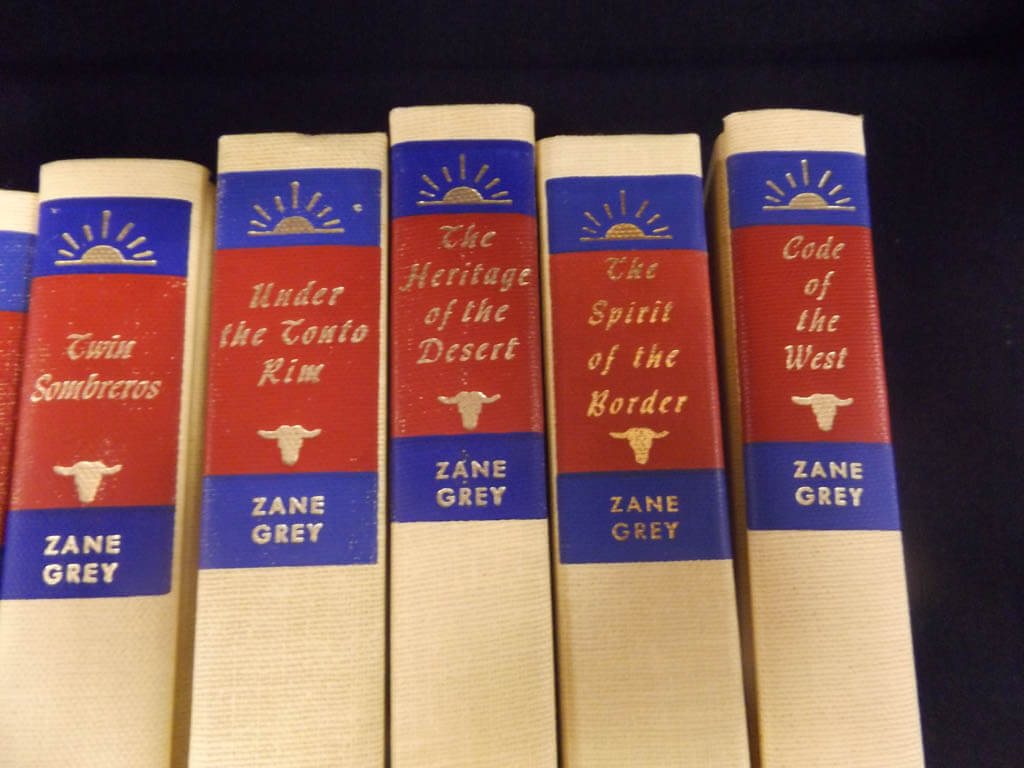 Twin
Sombreros
ZANE
GREY
Under
the Tonto
Rim
ZANE
GREY
The
Heritage
of the
Desert
ZANE
GREY
The
Spirit
of the
Border
ZANE
GREY
Code
of
the
West
ZANE
GREY